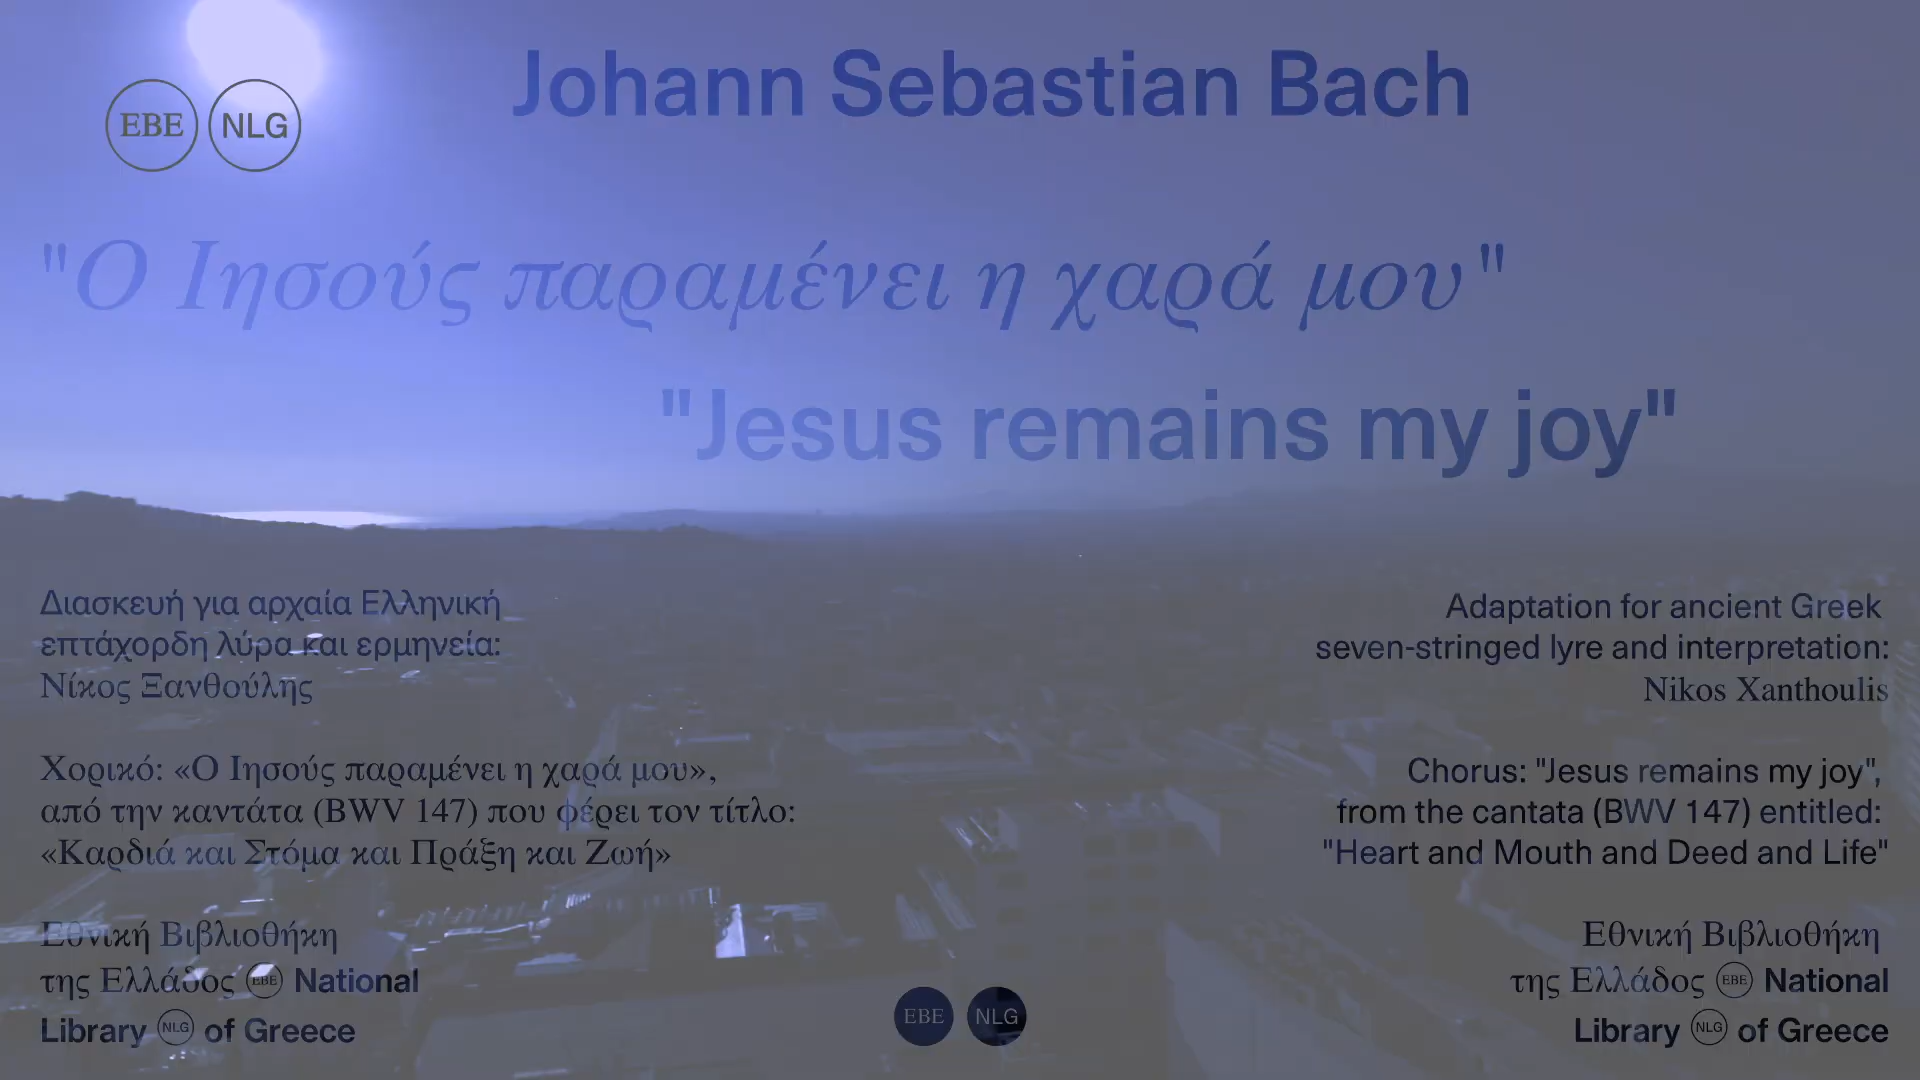 EBE NLG
Johann Sebastian Bach
"Ο Ιησούς παραμένει η χαρά μου"
"Jesus remains my joy"
Διασκευή για αρχαία Ελληνική
επτάχορδη λύρα και ερμηνεία:
Νίκος Ξανθούλης
Χορικό: «Ο Ιησούς παραμένει η χαρά μου»,
από την καντάτα (BWV 147) που φέρει τον τίτλο:
«Καρδιά και Στόμα και Πράξη και Ζωή»
Εθνική Βιβλιοθήκη
της Ελλάδος EBE National
Library NLG of Greece
Adaptation for ancient Greek
seven-stringed lyre and interpretation:
Nikos Xanthoulis
Chorus: "Jesus remains my joy",
from the cantata (BWV 147) entitled:
"Heart and Mouth and Deed and Life"
Εθνική Βιβλιοθήκη
της Ελλάδος EBE National
Library NLG of Greece
EBE NLG